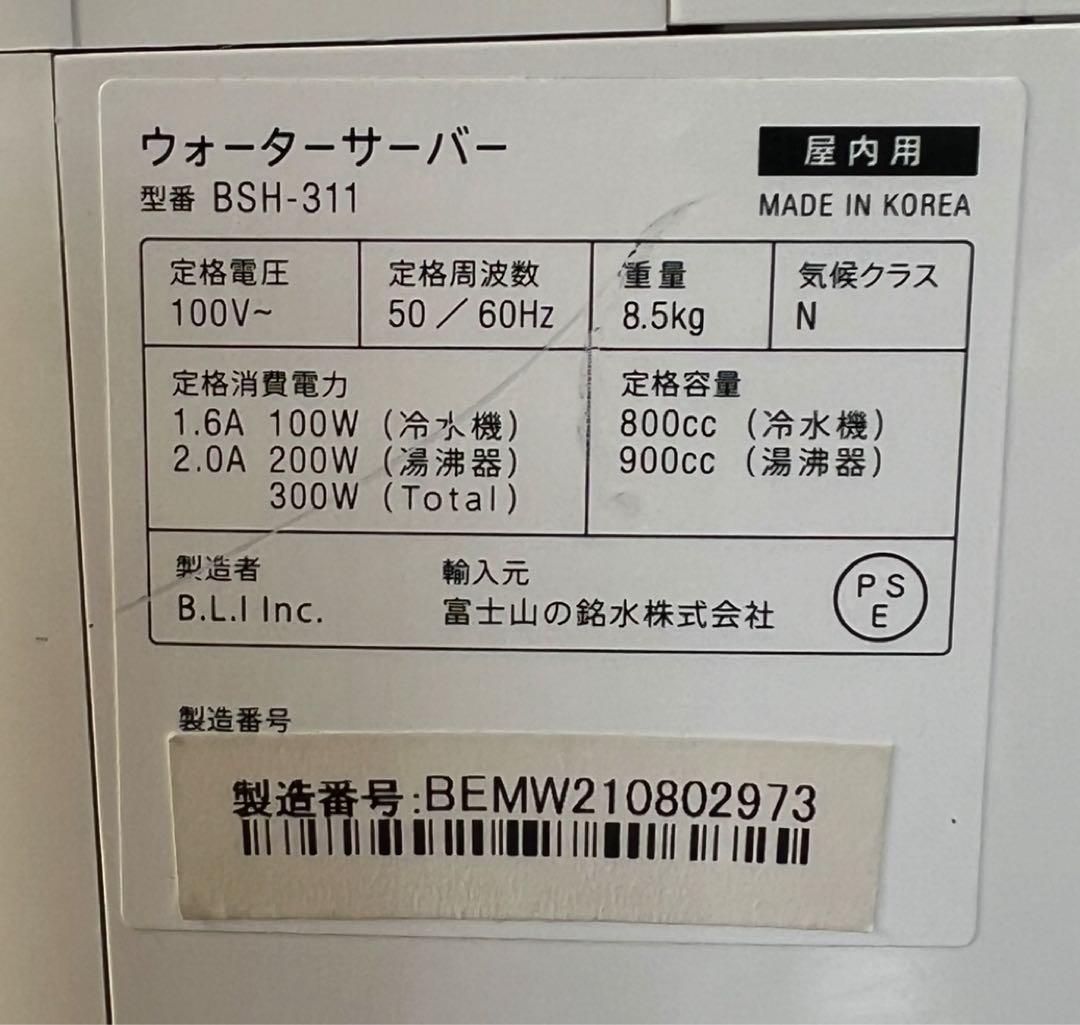 ウォーターサーバー
屋内用
型番 BSH-311
MADE IN KOREA
定格電圧
100V~
定格周波数
50／60Hz
重量
8.5kg
気候クラス
N
定格消費電力
1.6A 100W (冷水機)
2.0A 200W (湯沸器)
300W (Total)
定格容量
800cc (冷水機)
900cc (湯沸器)
製造者
B.L.I Inc.
輸入元
富士山の銘水株式会社
PS
E
製造番号
製造番号:BEMW210802973